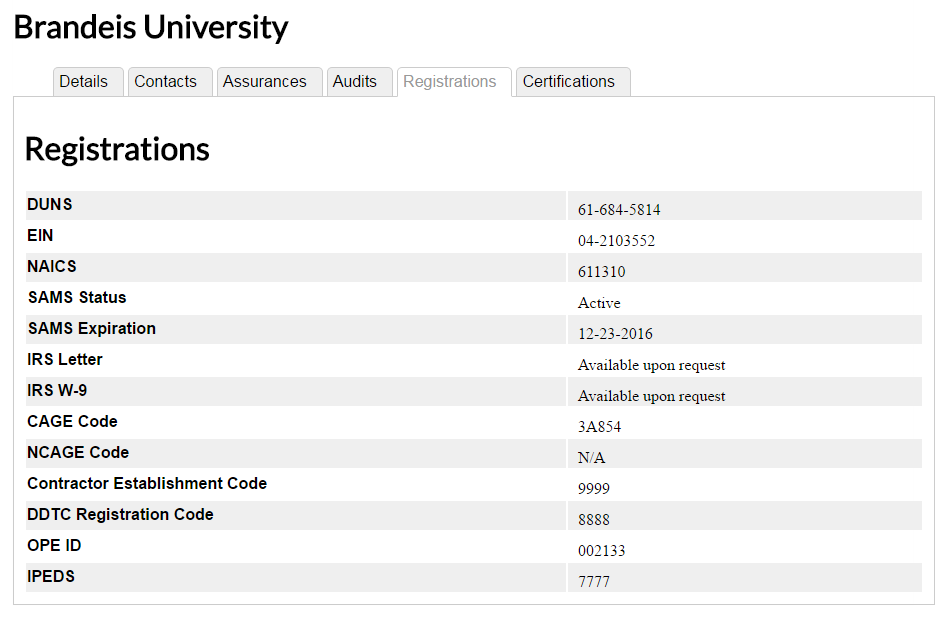 Brandeis University
Details Contacts Assurances Audits Registrations Certifications
Registrations
DUNS 61-684-5814
EIN 04-2103552
NAICS 611310
SAMS Status Active
SAMS Expiration 12-23-2016
IRS Letter Available upon request
IRS W-9 Available upon request
CAGE Code 3A854
NCAGE Code N/A
Contractor Establishment Code 9999
DDTC Registration Code 8888
OPE ID 002133
IPEDS 7777